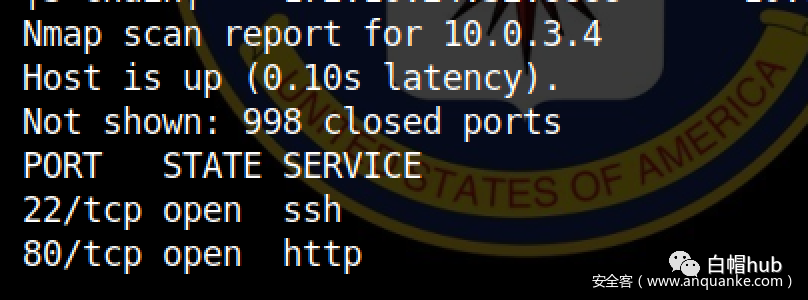 Nmap scan report for 10.0.3.4
Host is up (0.10s latency).
Not shown: 998 closed ports
PORT   STATE SERVICE
22/tcp open  ssh
80/tcp open  http
UNITED STATES OF AMERICA
白帽hub
安全客（www.anquanke.com）